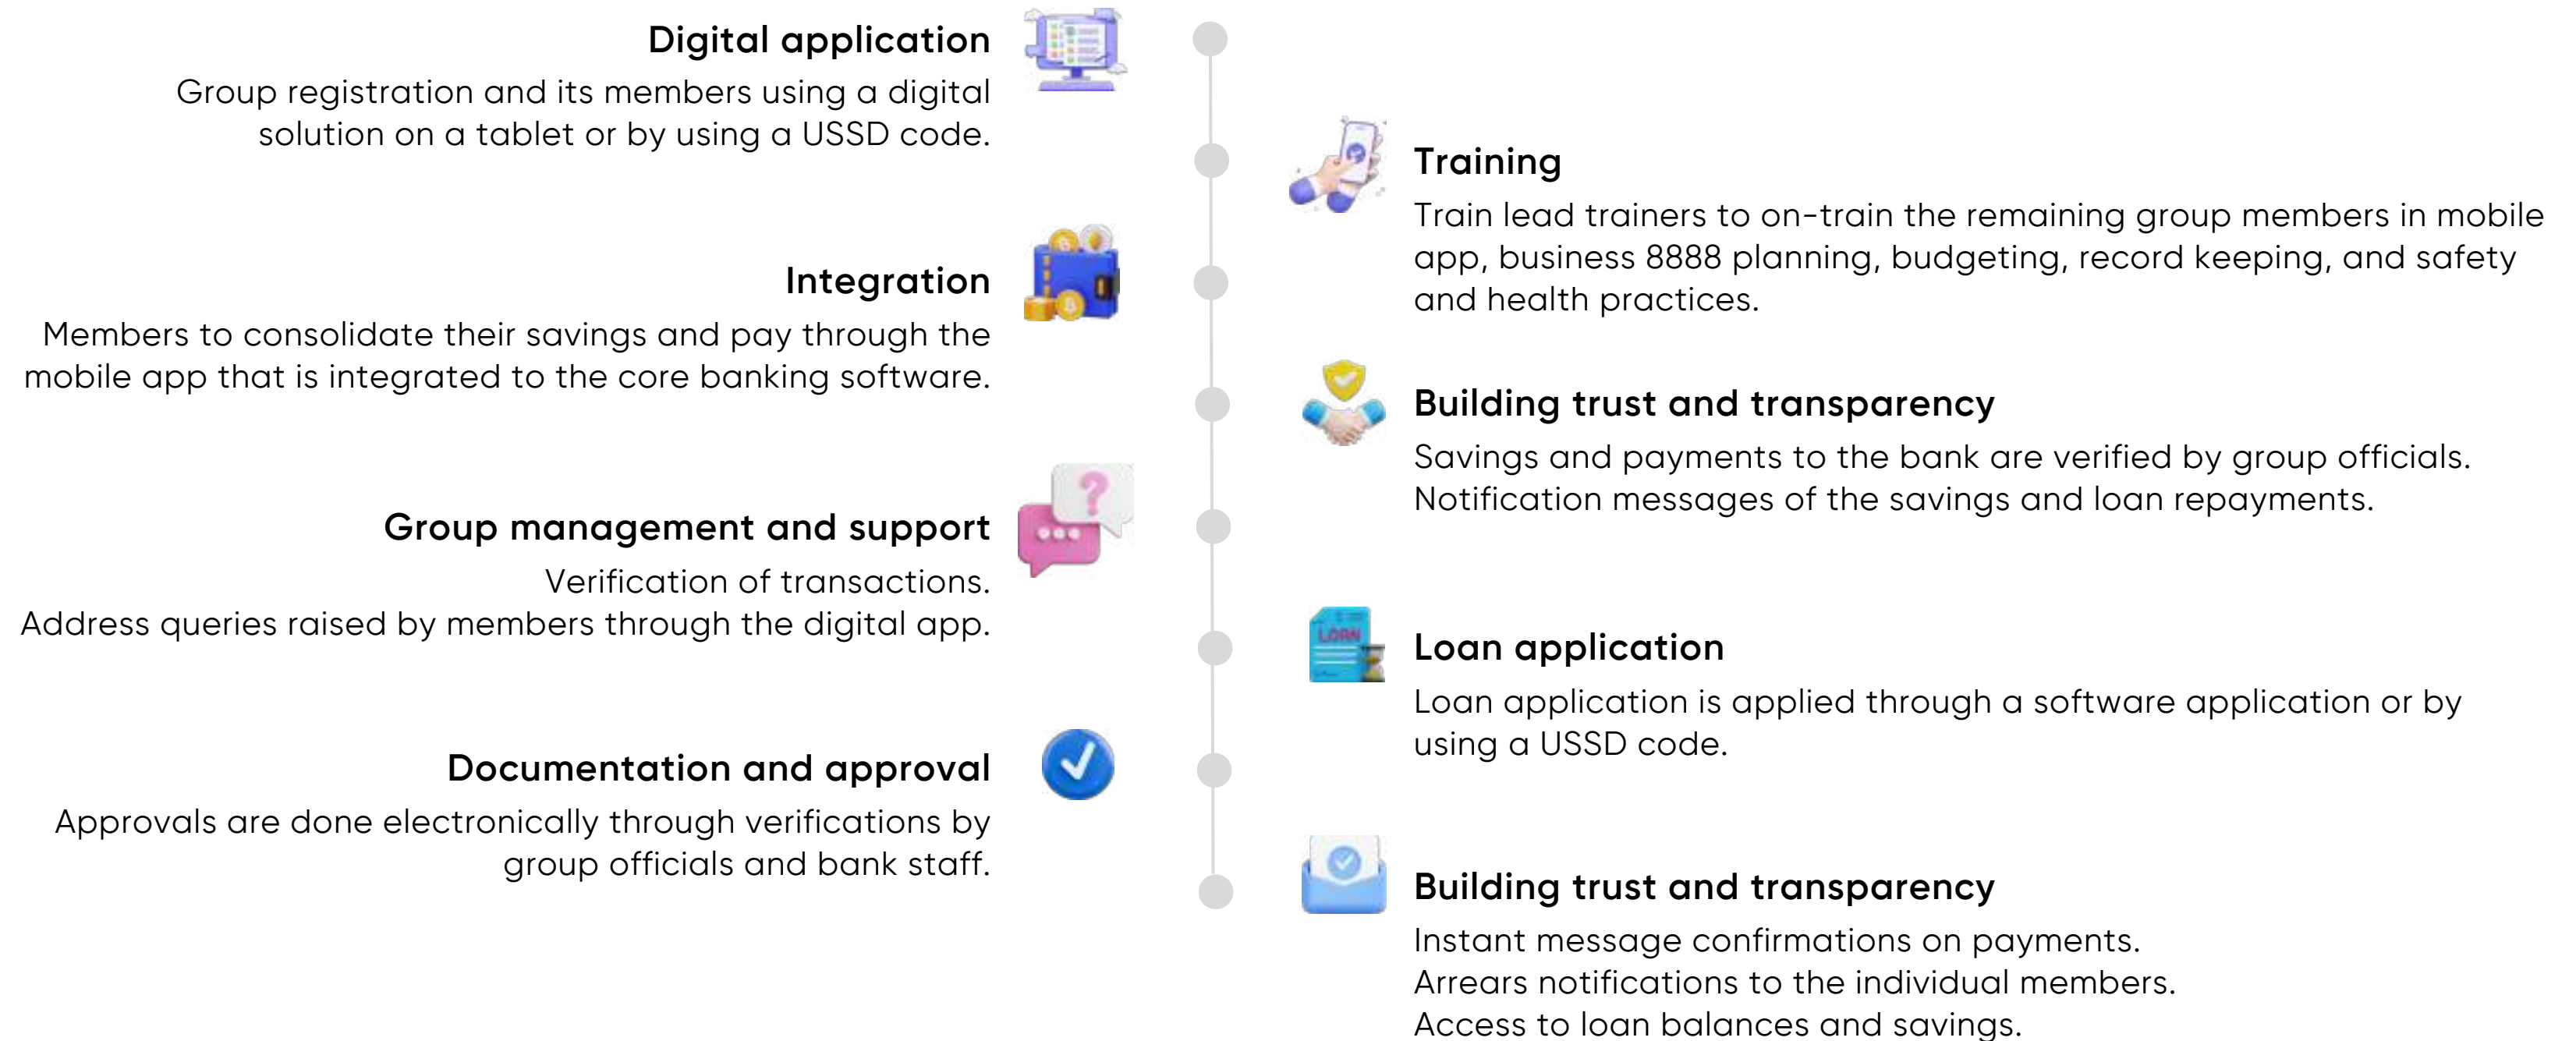 Digital application
Group registration and its members using a digital
solution on a tablet or by using a USSD code.
Training
Train lead trainers to on-train the remaining group members in mobile
app, business 8888 planning, budgeting, record keeping, and safety
and health practices.
Integration
Members to consolidate their savings and pay through the
mobile app that is integrated to the core banking software.
Building trust and transparency
Savings and payments to the bank are verified by group officials.
Notification messages of the savings and loan repayments.
Group management and support
Verification of transactions.
Address queries raised by members through the digital app.
LOAN
Loan application
Loan application is applied through a software application or by
using a USSD code.
Documentation and approval
Approvals are done electronically through verifications by
group officials and bank staff.
Building trust and transparency
Instant message confirmations on payments.
Arrears notifications to the individual members.
Access to loan balances and savings.